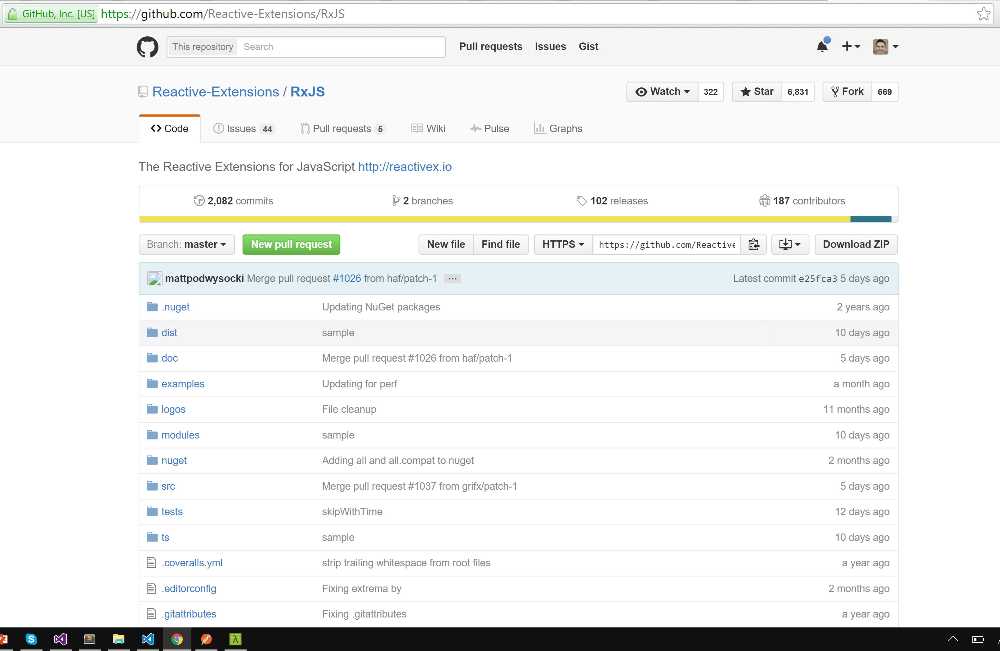 GitHub, Inc. [US] https://github.com/Reactive-Extensions/RxJS
This repository Search Pull requests Issues Gist
Reactive-Extensions / RxJS Watch 322 Star 6,831 Fork 669
Code Issues 44 Pull requests 5 Wiki Pulse Graphs
The Reactive Extensions for JavaScript http://reactivex.io
2,082 commits 2 branches 102 releases 187 contributors
Branch: master New pull request New file Find file HTTPS https://github.com/Reactive Download ZIP
mattpodwysocki Merge pull request #1026 from haf/patch-1 ... Latest commit e25fca3 5 days ago
.nuget Updating NuGet packages 2 years ago
dist sample 10 days ago
doc Merge pull request #1026 from haf/patch-1 5 days ago
examples Updating for perf a month ago
logos File cleanup 11 months ago
modules sample 10 days ago
nuget Adding all and all.compat to nuget 2 months ago
src Merge pull request #1037 from grifx/patch-1 5 days ago
tests skipWithTime 12 days ago
ts sample 10 days ago
.coveralls.yml strip trailing whitespace from root files a year ago
.editorconfig Fixing extrema by 2 months ago
.gitattributes Fixing .gitattributes a year ago